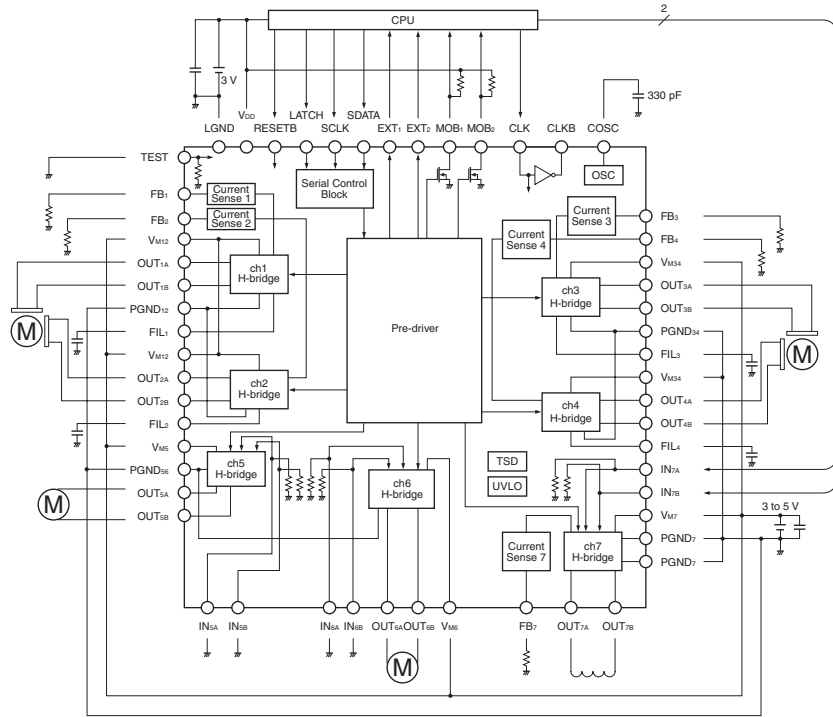 CPU
2
3 V
330 pF
VDD
LATCH
SDATA
LGND
RESETB
SCLK
EXT1
EXT2
MOB1
MOB2
CLK
CLKB
COSC
TEST
FB1
FB2
VM12
OUT1A
OUT1B
PGND12
FIL1
VM12
OUT2A
OUT2B
FIL2
VM5
PGND56
OUT5A
OUT5B
M
M
Current
Sense 1
Current
Sense 2
Serial Control
Block
OSC
Current
Sense 3
Current
Sense 4
ch1
H-bridge
ch2
H-bridge
Pre-driver
ch3
H-bridge
ch4
H-bridge
ch5
H-bridge
ch6
H-bridge
TSD
UVLO
Current
Sense 7
ch7
H-bridge
FB3
FB4
VM34
OUT3A
OUT3B
PGND34
FIL3
VM34
OUT4A
OUT4B
FIL4
IN7A
IN7B
VM7
PGND7
PGND7
M
3 to 5 V
IN5A
IN5B
IN6A
IN6B
OUT6A
OUT6B
VM6
FB7
OUT7A
OUT7B
M